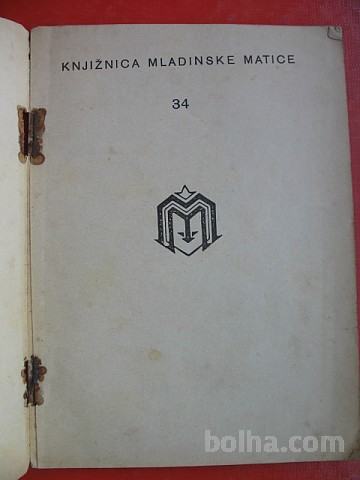 KNJIŽNICA MLADINSKE MATICE
34
M
bolha.com